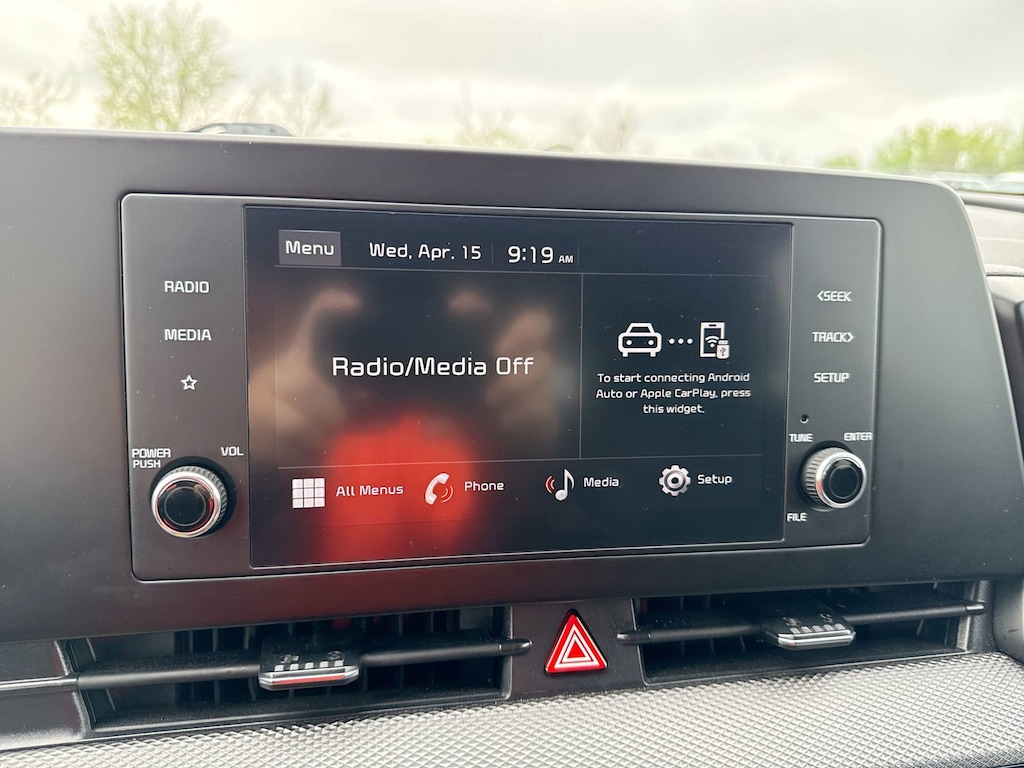 Menu Wed, Apr. 15 9:19 AM
RADIO
MEDIA
POWER
PUSH
VOL
Radio/Media Off
To start connecting Android
Auto or Apple CarPlay, press
this widget.
All Menus Phone Media Setup
<SEEK
TRACK>
SETUP
TUNE ENTER
FILE